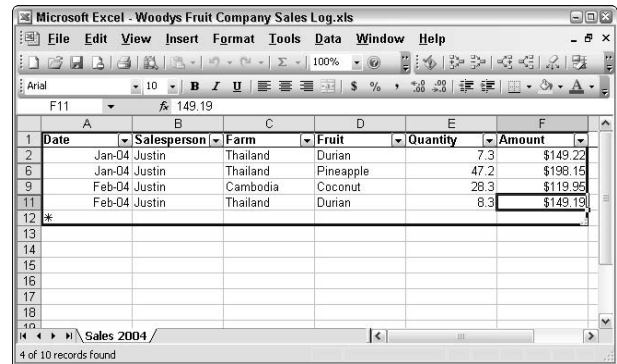 Microsoft Excel - Woodys Fruit Company Sales Log.xls
File Edit View Insert Format Tools Data Window Help
100%
Arial 10 B I U $ % ,
F11 fx 149.19
A B C D E F
1 Date Salesperson Farm Fruit Quantity Amount
2 Jan-04 Justin Thailand Durian 7.3 $149.22
6 Jan-04 Justin Thailand Pineapple 47.2 $198.15
9 Feb-04 Justin Cambodia Coconut 28.3 $119.95
11 Feb-04 Justin Thailand Durian 8.3 $149.19
12 *
13
14
15
16
17
18
19
Sales 2004
4 of 10 records found